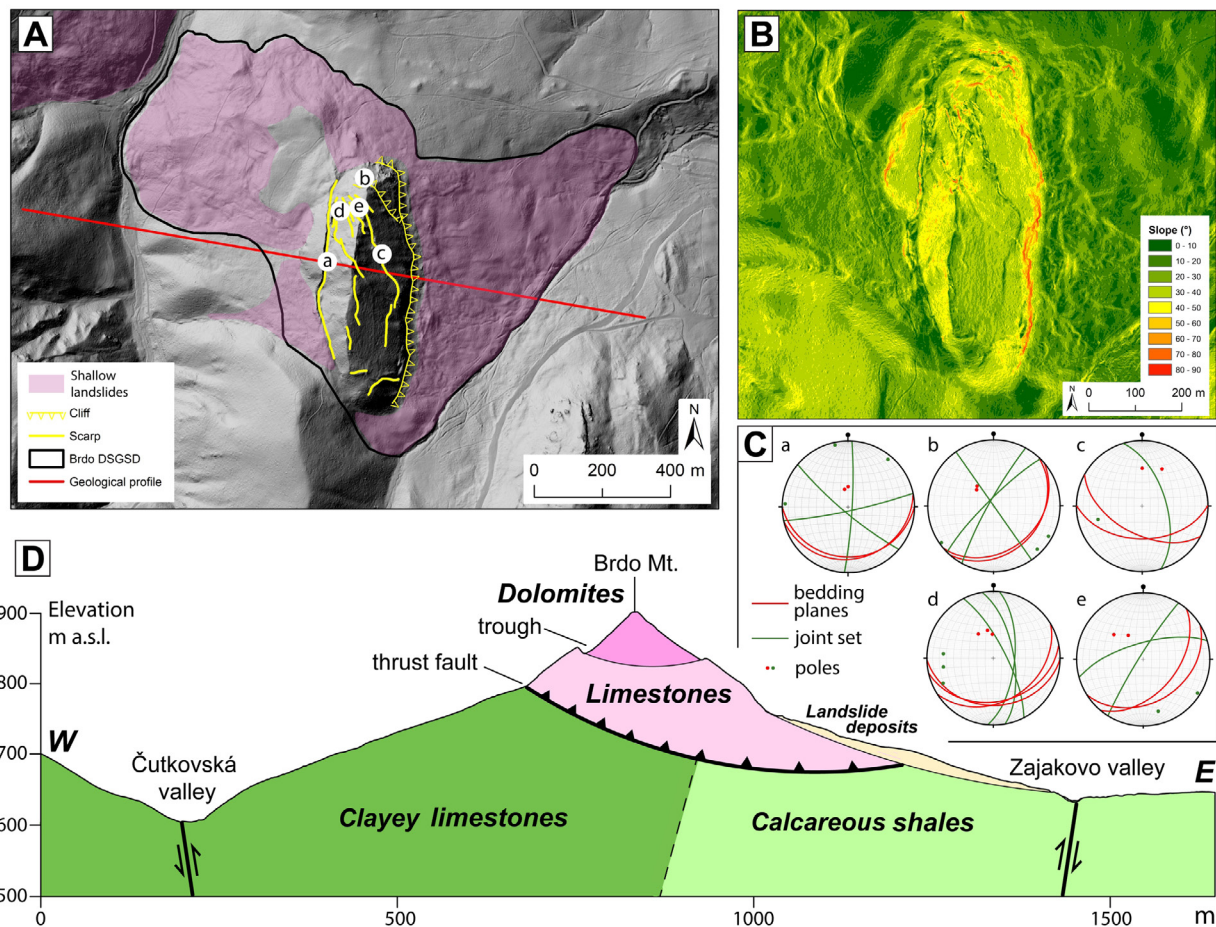 A
b
d
e
a
c
Shallow
landslides
Cliff
Scarp
Brdo DSGSD
Geological profile
N
0 200 400 m
B
Slope (°)
0 - 10
10 - 20
20 - 30
30 - 40
40 - 50
50 - 60
60 - 70
70 - 80
80 - 90
N
0 100 200 m
C
a
b
c
bedding
planes
joint set
poles
d
e
D
Brdo Mt.
Dolomites
trough
thrust fault
Limestones
Landslide
deposits
Elevation
m a.s.l.
900
800
700
600
500
W
Čutkovská
valley
Zajakovo valley
E
Clayey limestones
Calcareous shales
0 500 1000 1500 m